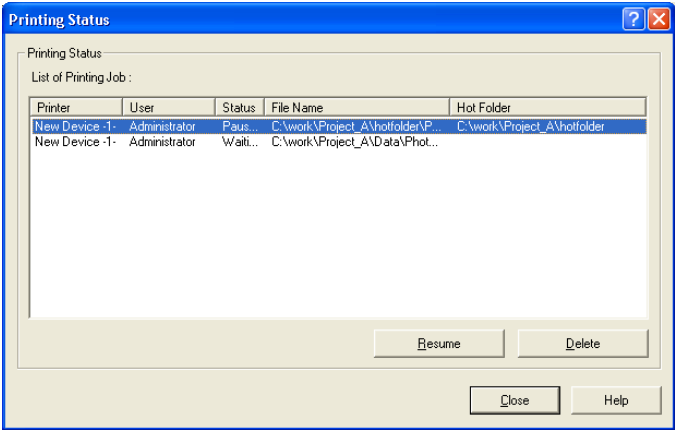 Printing Status
Printing Status
List of Printing Job :
Printer User Status File Name Hot Folder
New Device -1- Administrator Paus... C:\work\Project_A\hotfolder\P... C:\work\Project_A\hotfolder
New Device -1- Administrator Waiti... C:\work\Project_A\Data\Phot...
Resume Delete
Close Help